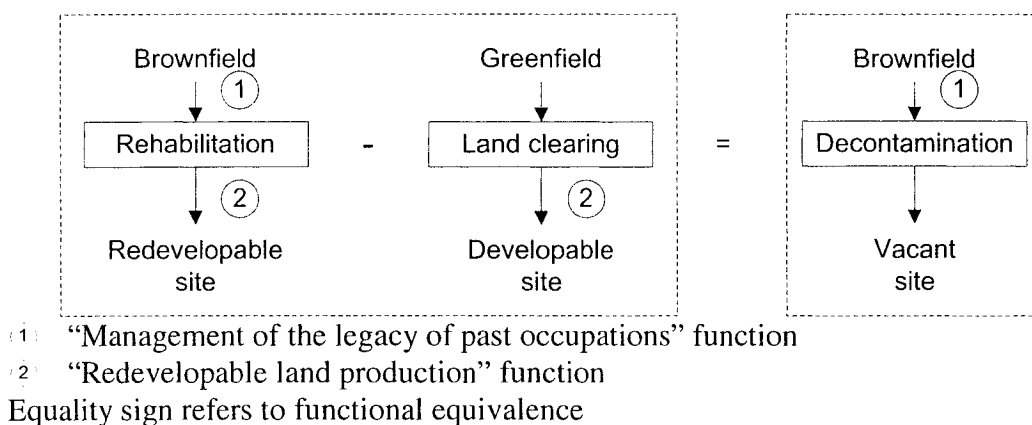 Brownfield Greenfield Brownfield
1 1
Rehabilitation - Land clearing = Decontamination
2 2
Redevelopable Developable Vacant
site site site
1 “Management of the legacy of past occupations” function
2 “Redevelopable land production” function
Equality sign refers to functional equivalence